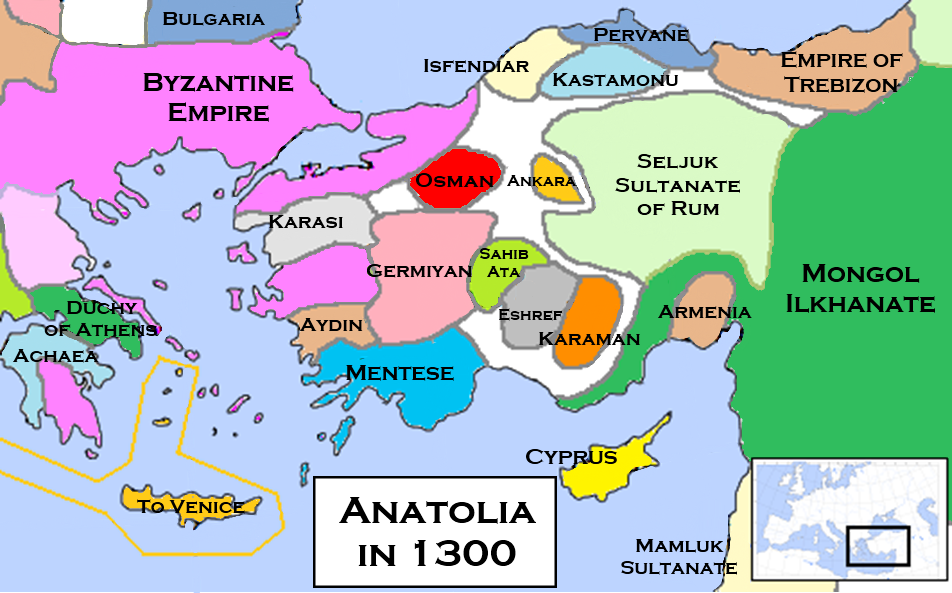 Bulgaria
Pervane
Byzantine
Empire
Isfendiar
Kastamonu
Empire of
Trebizon
Osman
Ankara
Seljuk
Sultanate
of Rum
Karasi
Germiyan
Sahib
Ata
Mongol
Ilkhanate
Duchy
of Athens
Aydin
Eshref
Karaman
Armenia
Achaea
Mentese
Cyprus
To Venice
Anatolia
in 1300
Mamluk
Sultanate